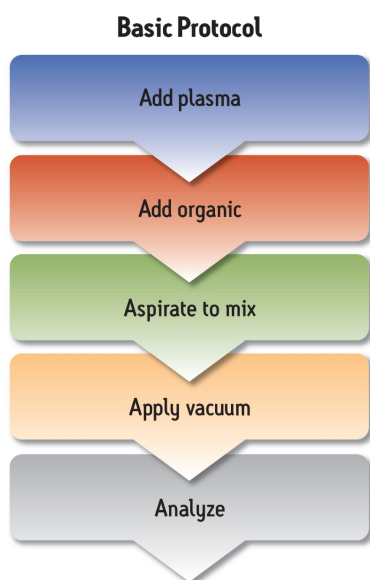 Basic Protocol
Add plasma
Add organic
Aspirate to mix
Apply vacuum
Analyze